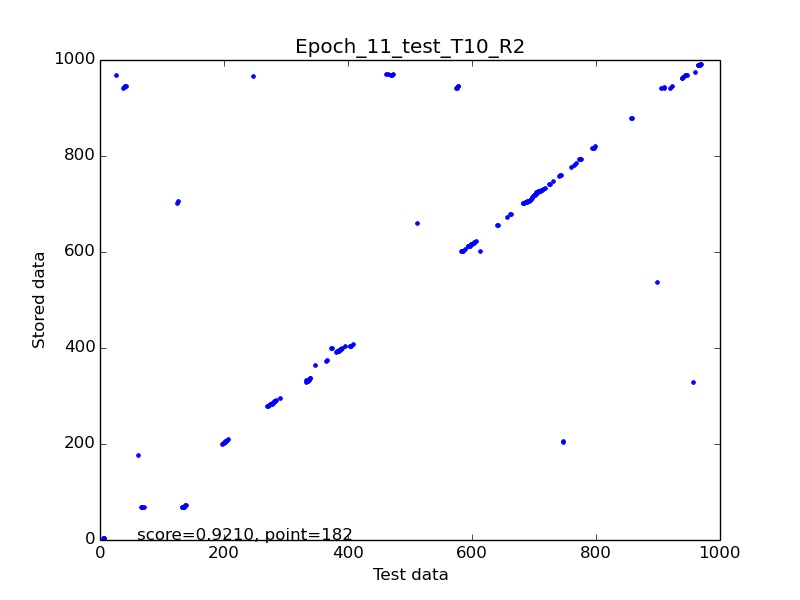 Epoch_11_test_T10_R2
1000
800
600
400
200
0
Stored data
score=0.9210, point=182
0 200 400 600 800 1000
Test data